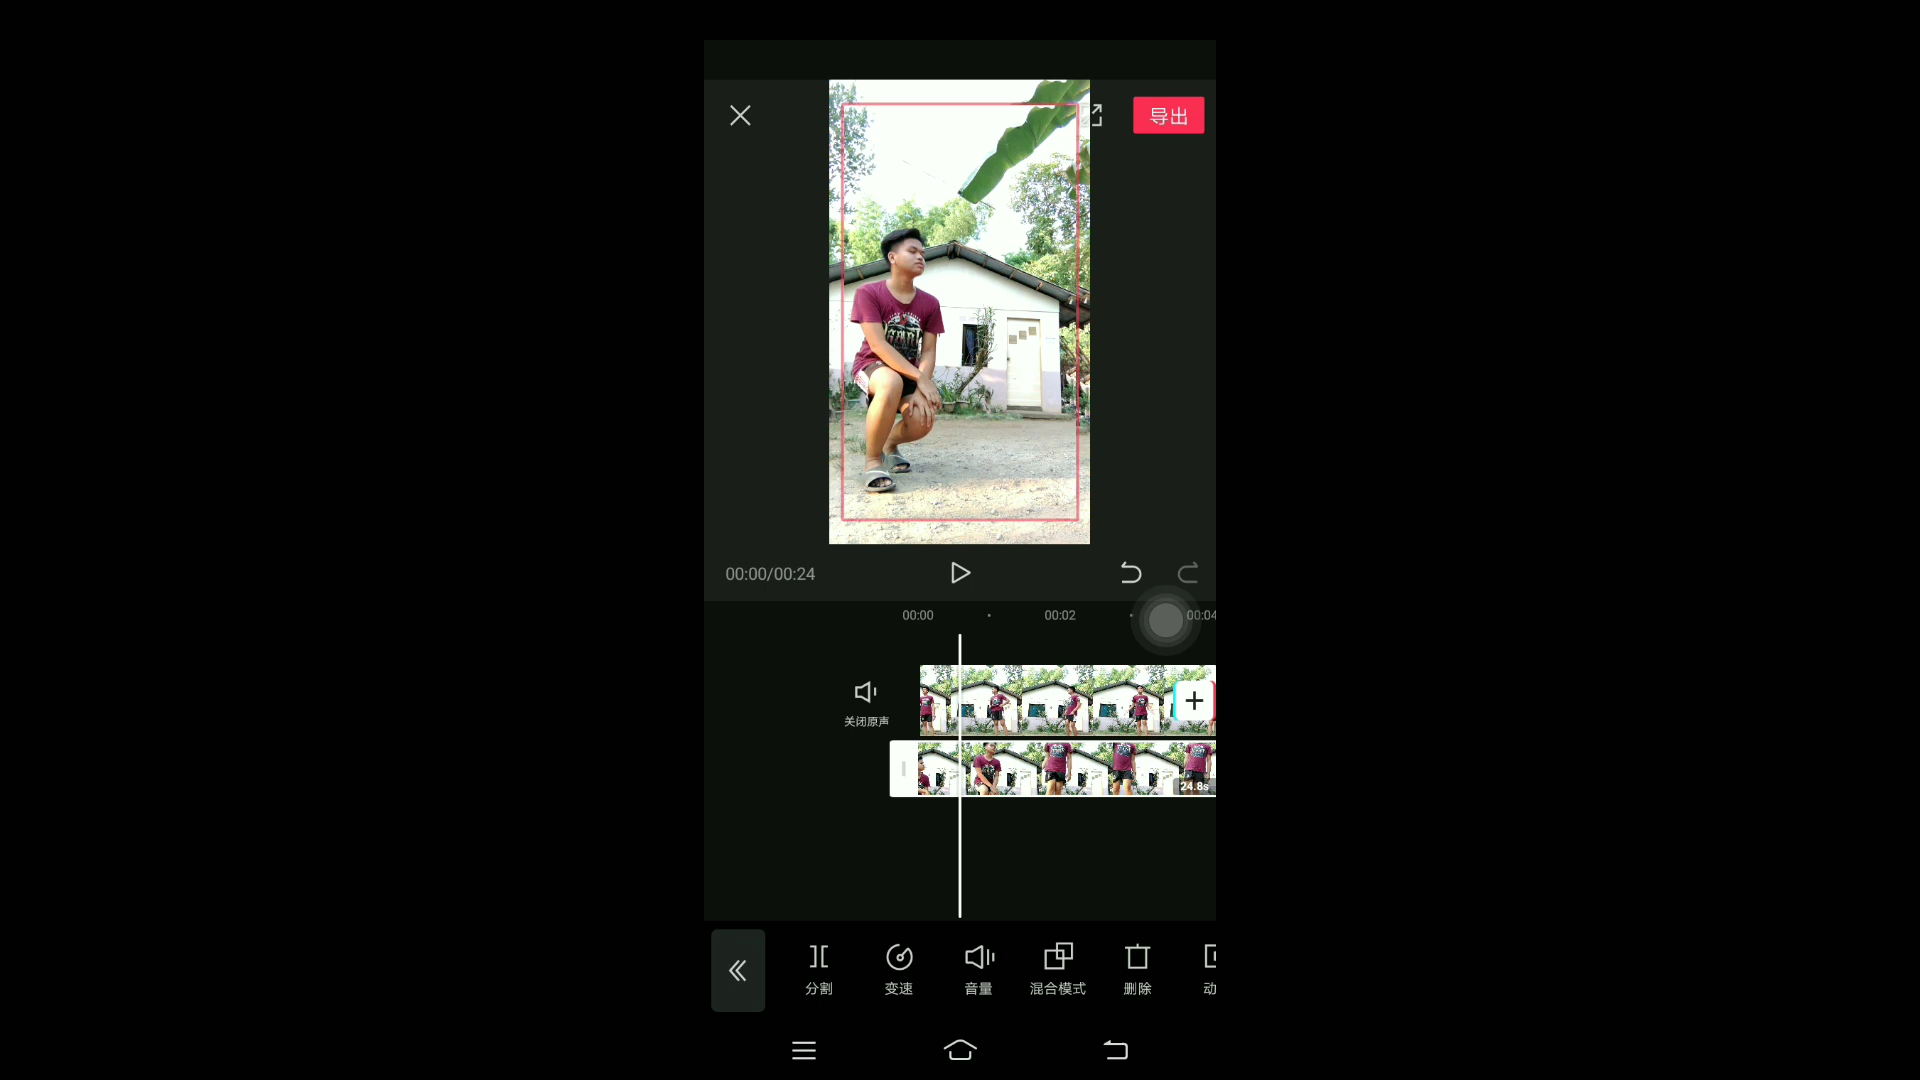 导出
00:00/00:24
00:00
00:02
00:04
关闭原声
24.8s
分割
变速
音量
混合模式
删除
动